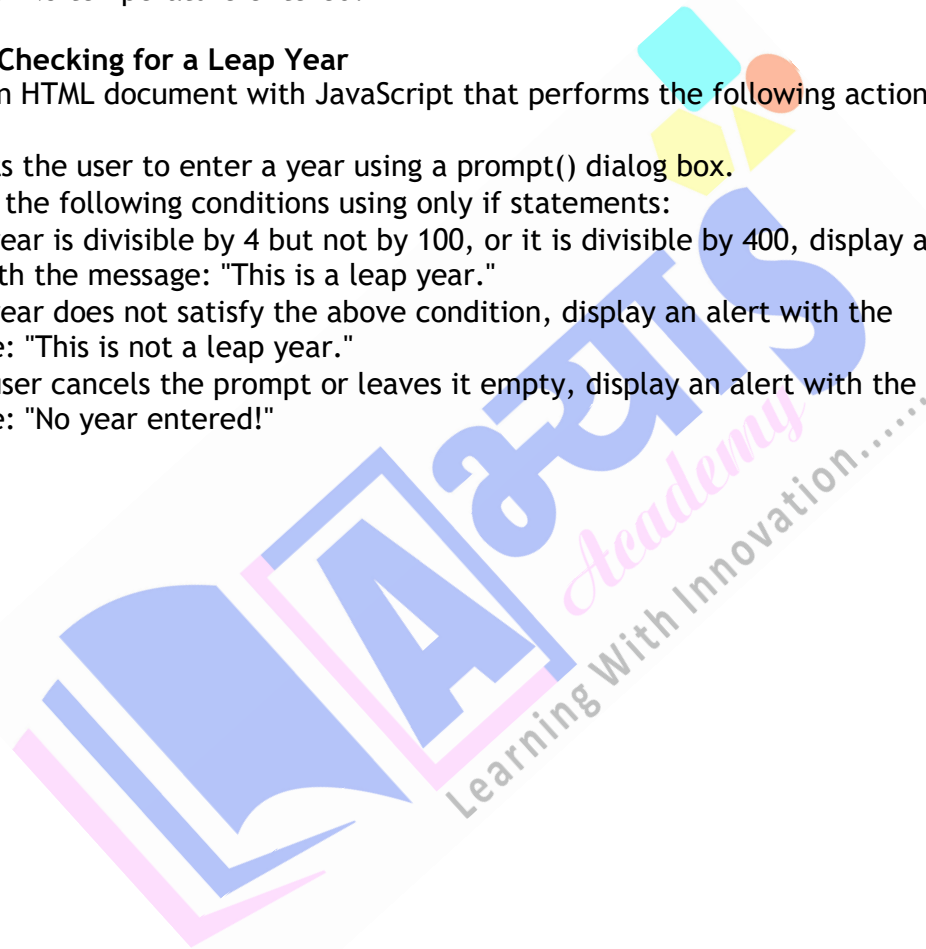 Checking for a Leap Year
n HTML document with JavaScript that performs the following action
s the user to enter a year using a prompt() dialog box.
the following conditions using only if statements:
ear is divisible by 4 but not by 100, or it is divisible by 400, display a
th the message: "This is a leap year."
ear does not satisfy the above condition, display an alert with the
e: "This is not a leap year."
user cancels the prompt or leaves it empty, display an alert with the
e: "No year entered!"
अभ्यास
Academy
Learning With Innovation......